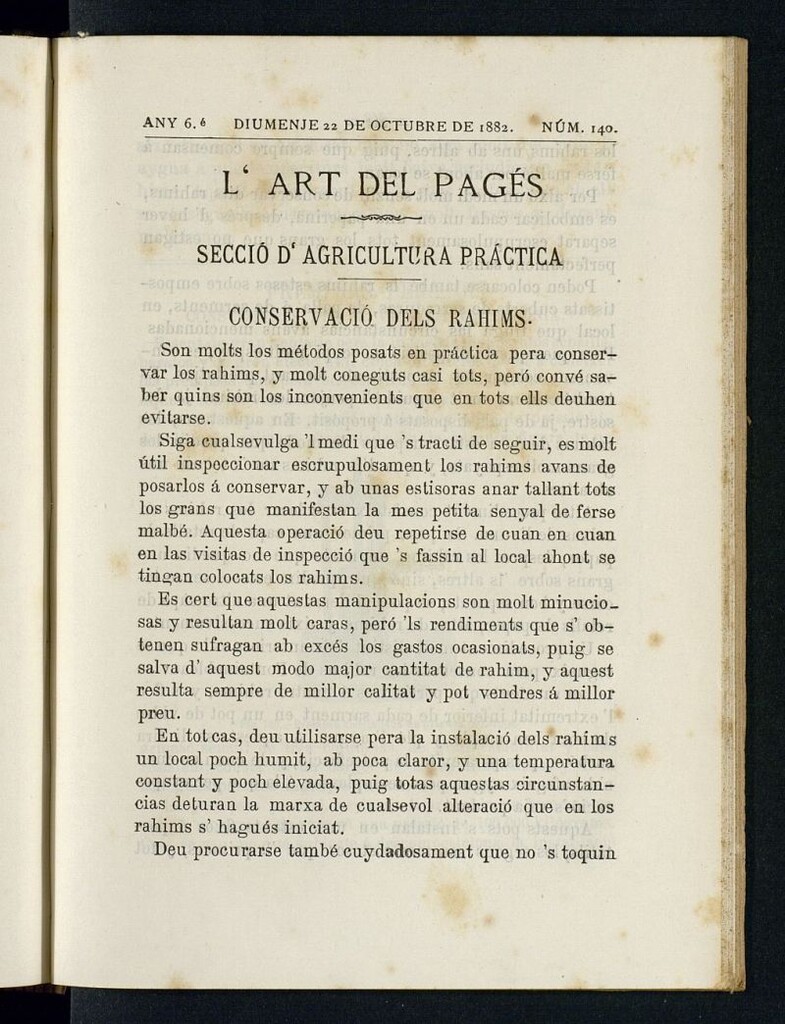 ANY 6.é DIUMENJE 22 DE OCTUBRE DE 1882. NÚM. 140.
L' ART DEL PAGÉS
SECCIÓ D' AGRICULTURA PRÁCTICA
CONSERVACIÓ DELS RAHIMS.
Son molts los métodos posats en práctica pera conser-
var los rahims, y molt coneguts casi tots, peró convé sa-
ber quins son los inconvenients que en tots ells deuhen
evitarse.
Siga cualsevulga 'l medi que 's tracti de seguir, es molt
útil inspeccionar escrupulosament los rahims avans de
posarlos á conservar, y ab unas estisoras anar tallant tots
los grans que manifestan la mes petita senyal de ferse
malbé. Aquesta operació deu repetirse de cuan en cuan
en las visitas de inspecció que 's fassin al local ahont se
tingan colocats los rahims.
Es cert que aquestas manipulacions son molt minucio-
sas y resultan molt caras, peró 'ls rendiments que s' ob-
tenen sufragan ab excés los gastos ocasionats, puig se
salva d' aquest modo major cantitat de rahim, y aquest
resulta sempre de millor calitat y pot vendres á millor
preu.
En tot cas, deu utilisarse pera la instalació dels rahims
un local poch humit, ab poca claror, y una temperatura
constant y poch elevada, puig totas aquestas circunstan-
cias deturan la marxa de cualsevol alteració que en los
rahims s' hagués iniciat.
Deu procurarse també cuydadosament que no 's toquin